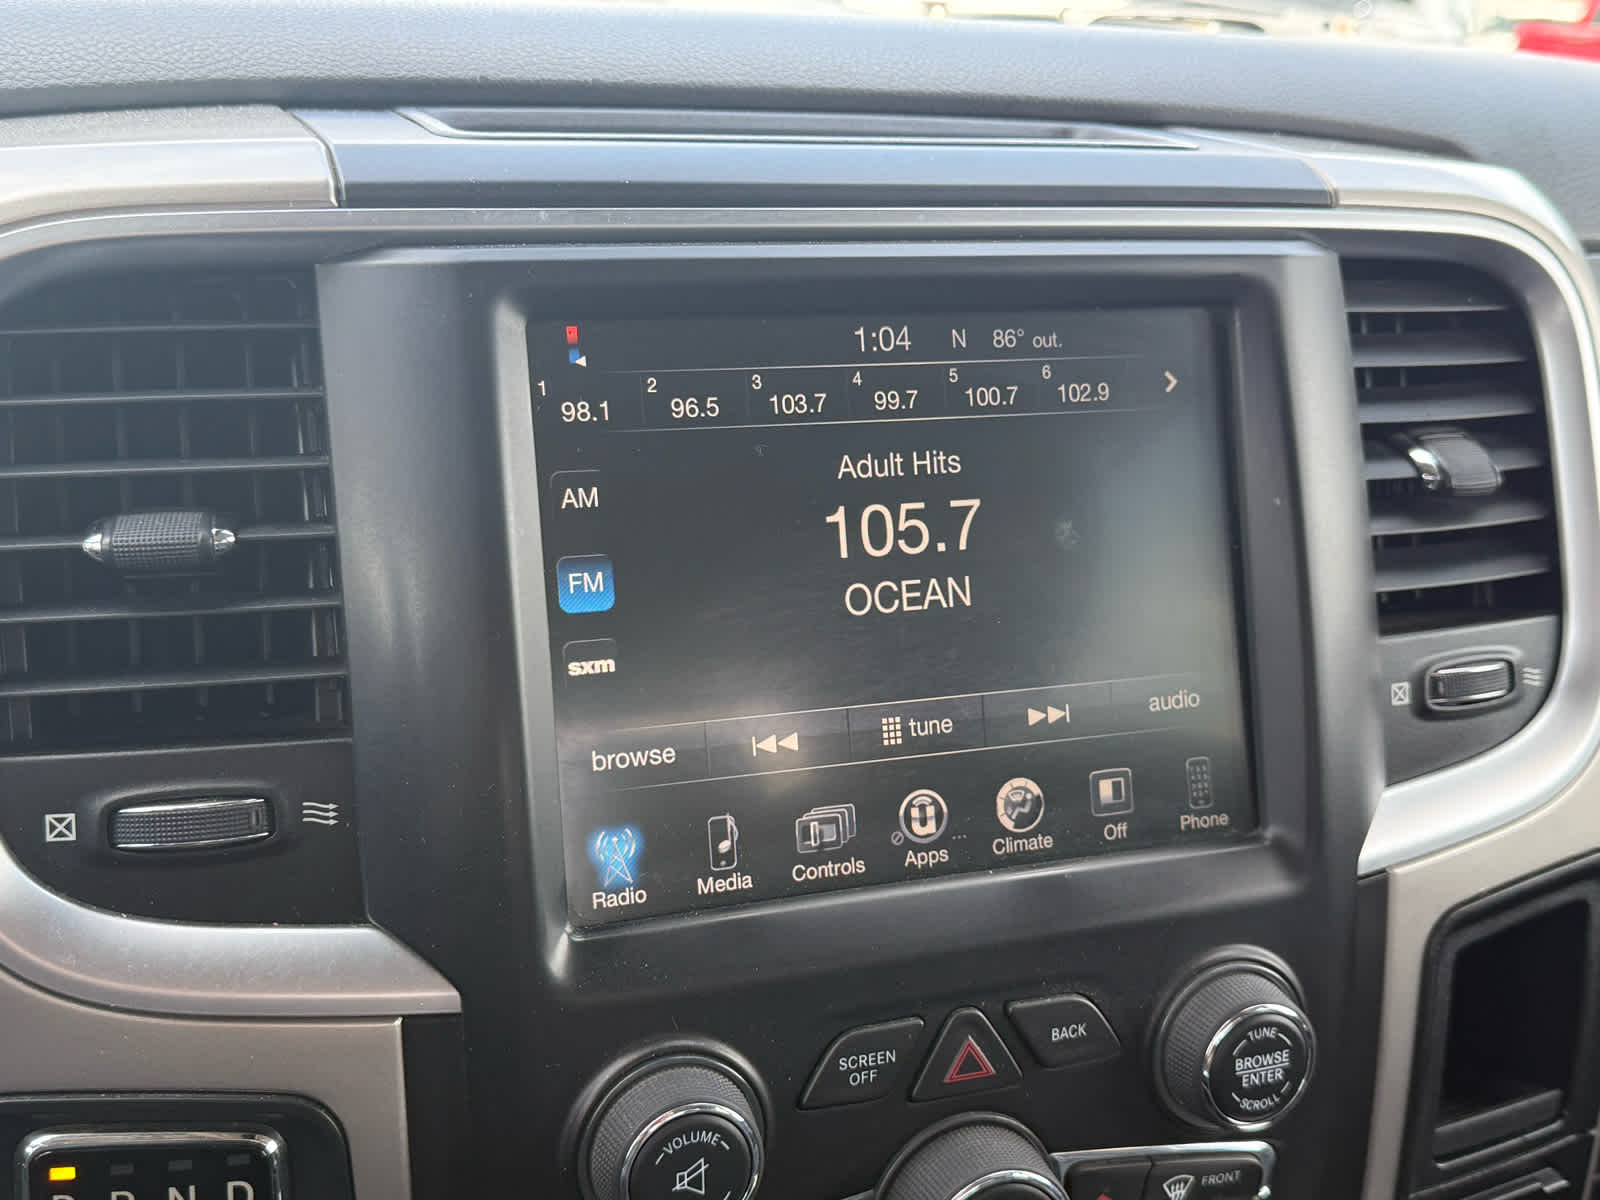 1:04 N 86° out.
1 98.1 2 96.5 3 103.7 4 99.7 5 100.7 6 102.9
Adult Hits
AM
105.7
FM
OCEAN
sxm
browse tune audio
Radio Media Controls Apps ... Climate Off Phone
SCREEN
OFF
BACK
TUNE
BROWSE
ENTER
SCROLL
VOLUME
FRONT
P R N D